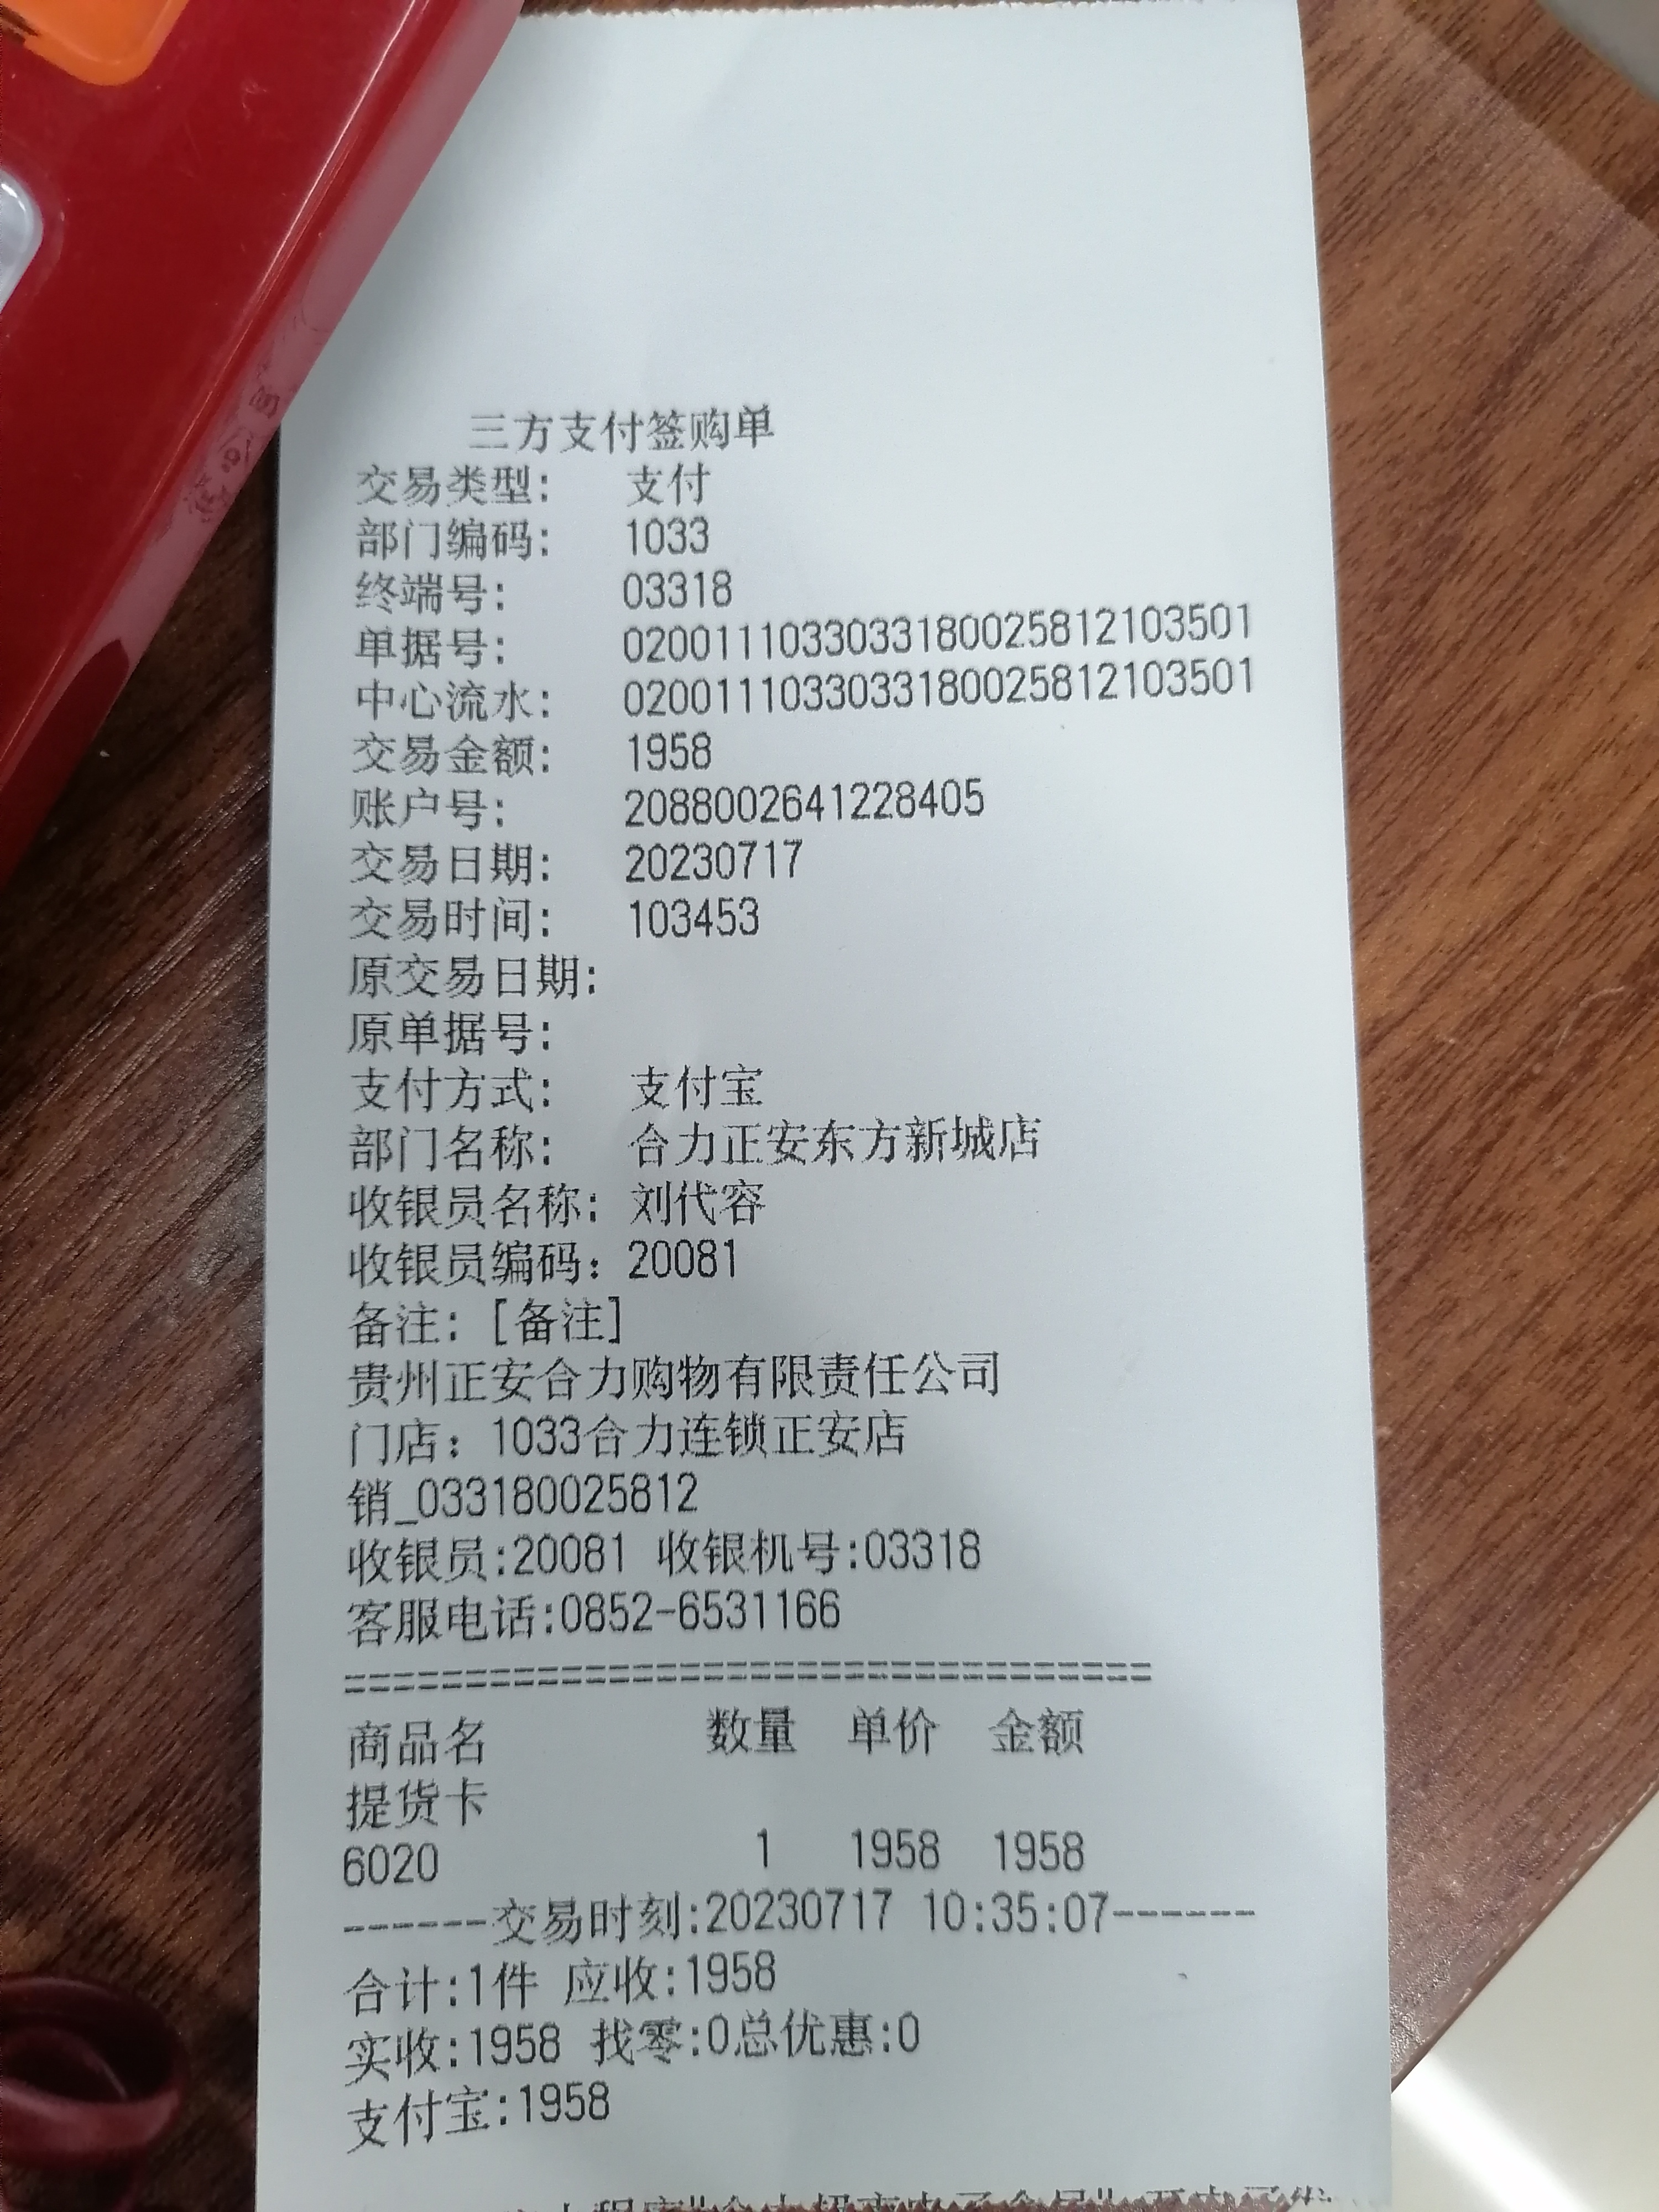 三方支付签购单
交易类型: 支付
部门编码: 1033
终端号: 03318
单据号: 0200111033033180025812103501
中心流水: 0200111033033180025812103501
交易金额: 1958
账户号: 2088002641228405
交易日期: 20230717
交易时间: 103453
原交易日期:
原单据号:
支付方式: 支付宝
部门名称: 合力正安东方新城店
收银员名称: 刘代容
收银员编码: 20081
备注: [备注]
贵州正安合力购物有限责任公司
门店: 1033合力连锁正安店
销_033180025812
收银员:20081 收银机号:03318
客服电话:0852-6531166
==================================
商品名 数量 单价 金额
提货卡
6020 1 1958 1958
------交易时刻:20230717 10:35:07------
合计:1件 应收:1958
实收:1958 找零:0总优惠:0
支付宝:1958